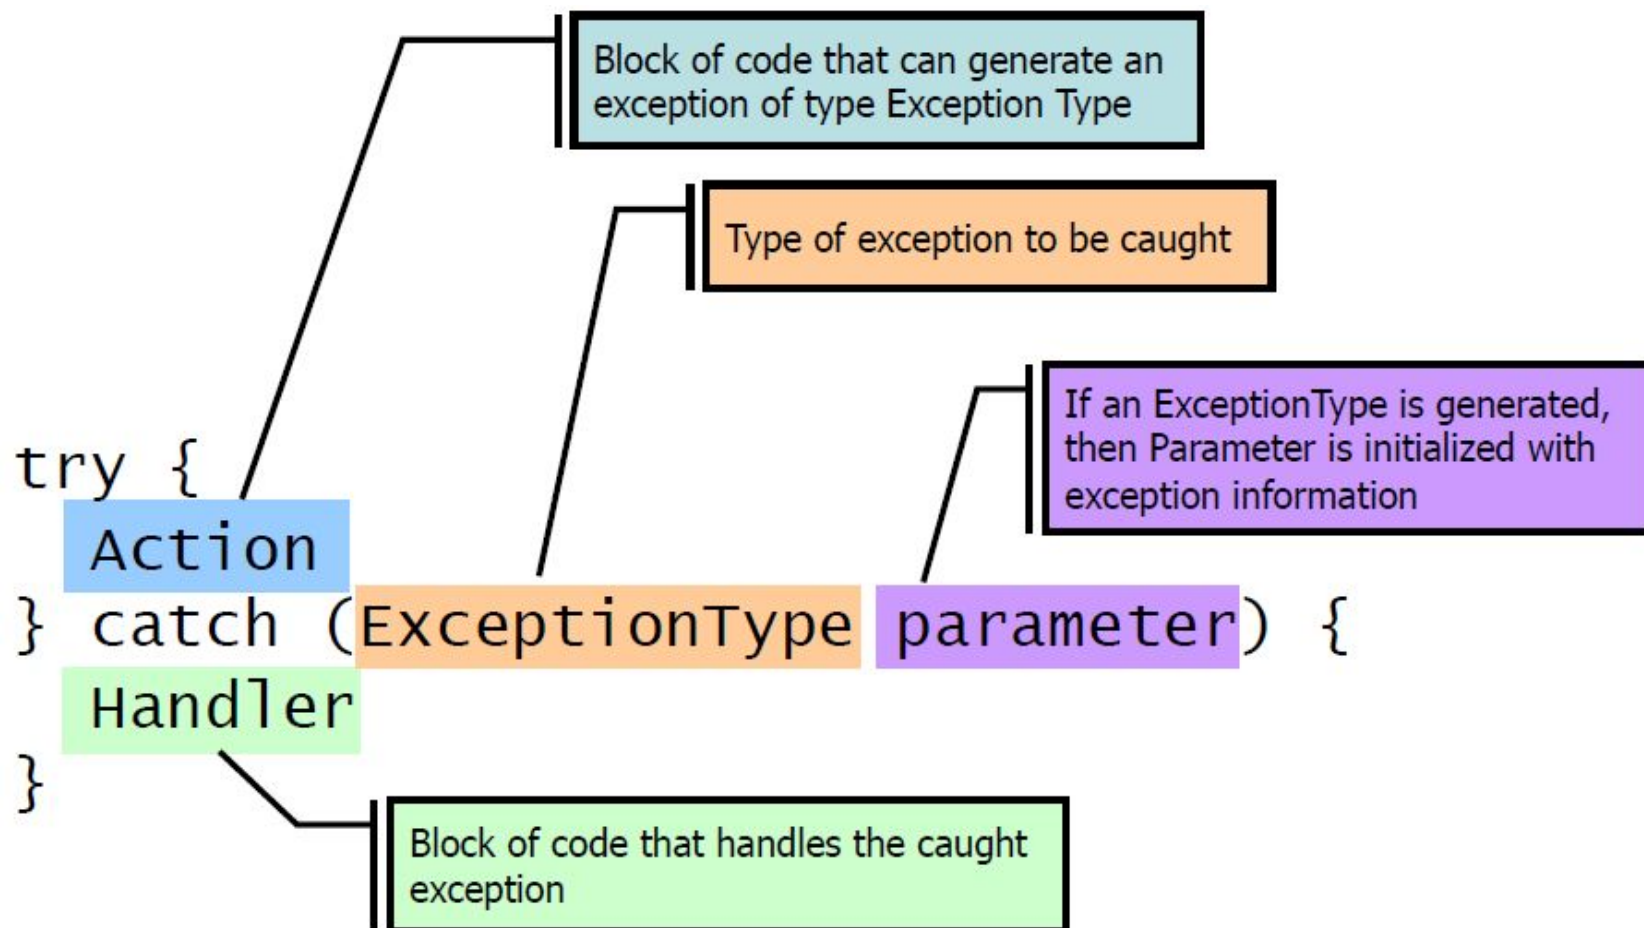 Block of code that can generate an
exception of type Exception Type
Type of exception to be caught
If an ExceptionType is generated,
then Parameter is initialized with
exception information
try {
Action
} catch (ExceptionType parameter) {
Handler
}
Block of code that handles the caught
exception